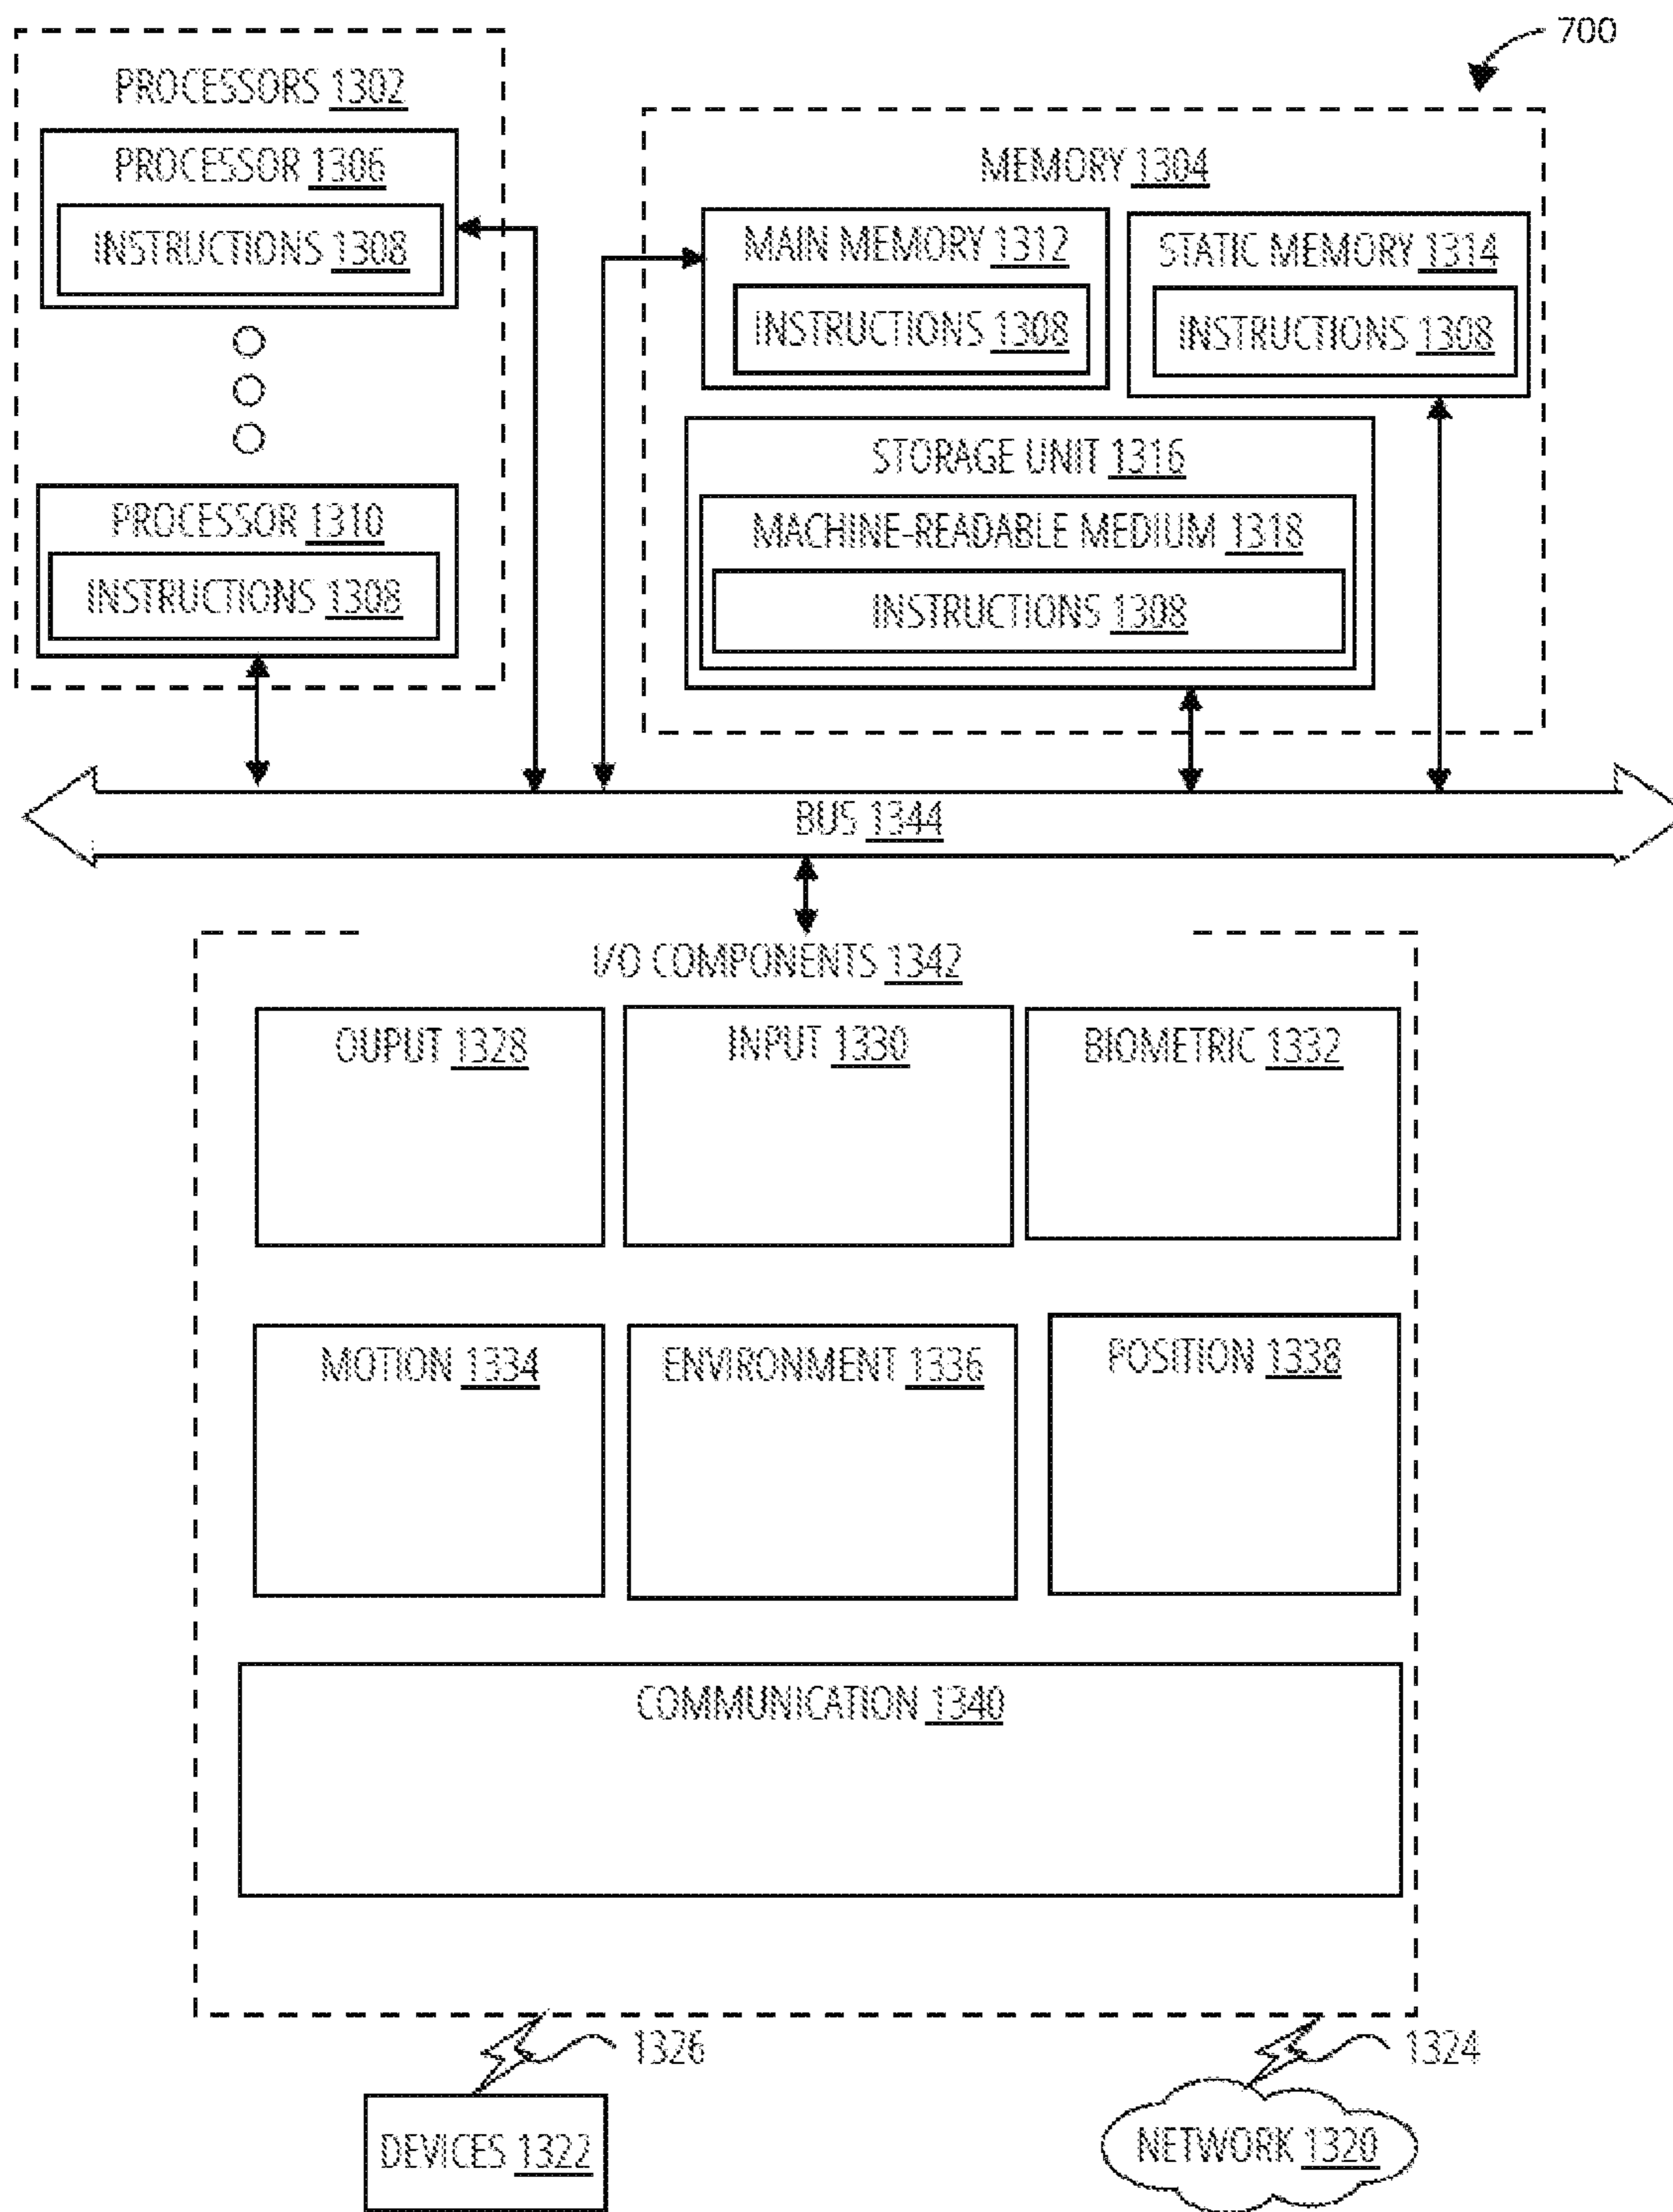 700
PROCESSORS 1302
PROCESSOR 1306
INSTRUCTIONS 1308
PROCESSOR 1310
INSTRUCTIONS 1308
MEMORY 1304
MAIN MEMORY 1312
INSTRUCTIONS 1308
STATIC MEMORY 1314
INSTRUCTIONS 1308
STORAGE UNIT 1316
MACHINE-READABLE MEDIUM 1318
INSTRUCTIONS 1308
BUS 1344
I/O COMPONENTS 1342
OUPUT 1328
INPUT 1330
BIOMETRIC 1332
MOTION 1334
ENVIRONMENT 1336
POSITION 1338
COMMUNICATION 1340
1326
1324
DEVICES 1322
NETWORK 1320